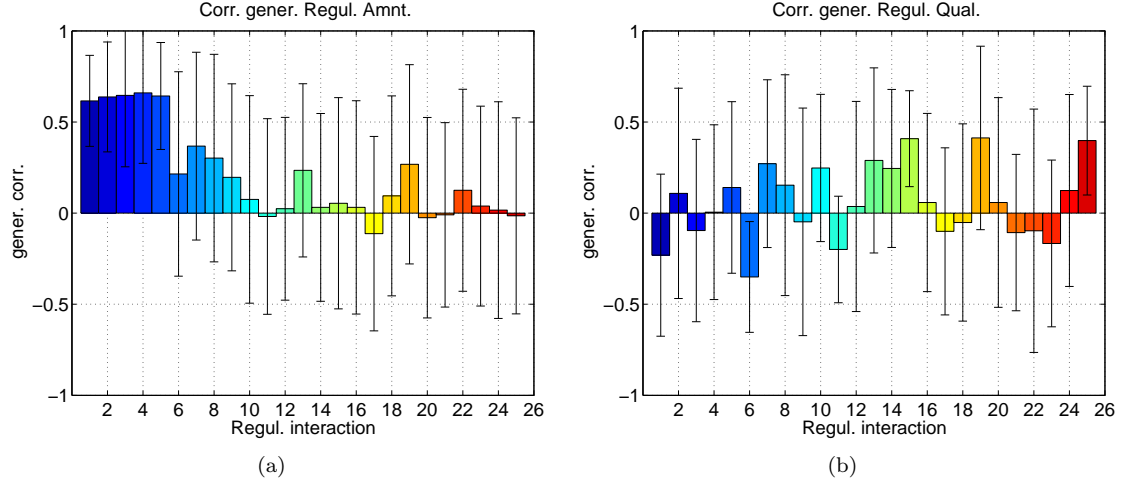 Corr. gener. Regul. Amnt.
1
0.5
0
−0.5
−1
gener. corr.
2 4 6 8 10 12 14 16 18 20 22 24 26
Regul. interaction
(a)
Corr. gener. Regul. Qual.
1
0.5
0
−0.5
−1
gener. corr.
2 4 6 8 10 12 14 16 18 20 22 24 26
Regul. interaction
(b)